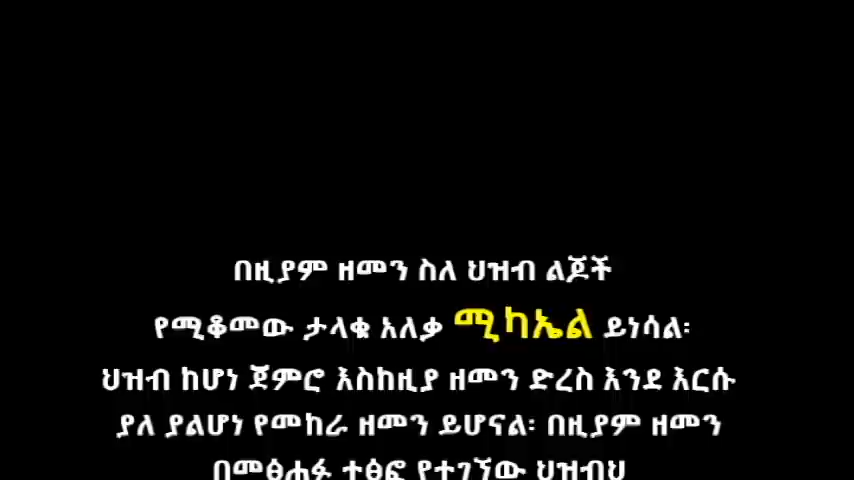 በዚያም ዘመን ስለ ህዝብ ልጆች
የሚቆመው ታላቁ አለቃ ሚካኤል ይነሳል፡
ህዝብ ከሆነ ጀምሮ እስከዚያ ዘመን ድረስ እንደ እርሱ
ያለ ያልሆነ የመከራ ዘመን ይሆናል፡ በዚያም ዘመን
በመፅሐፉ ተፅፎ የተገኘው ህዝብህ